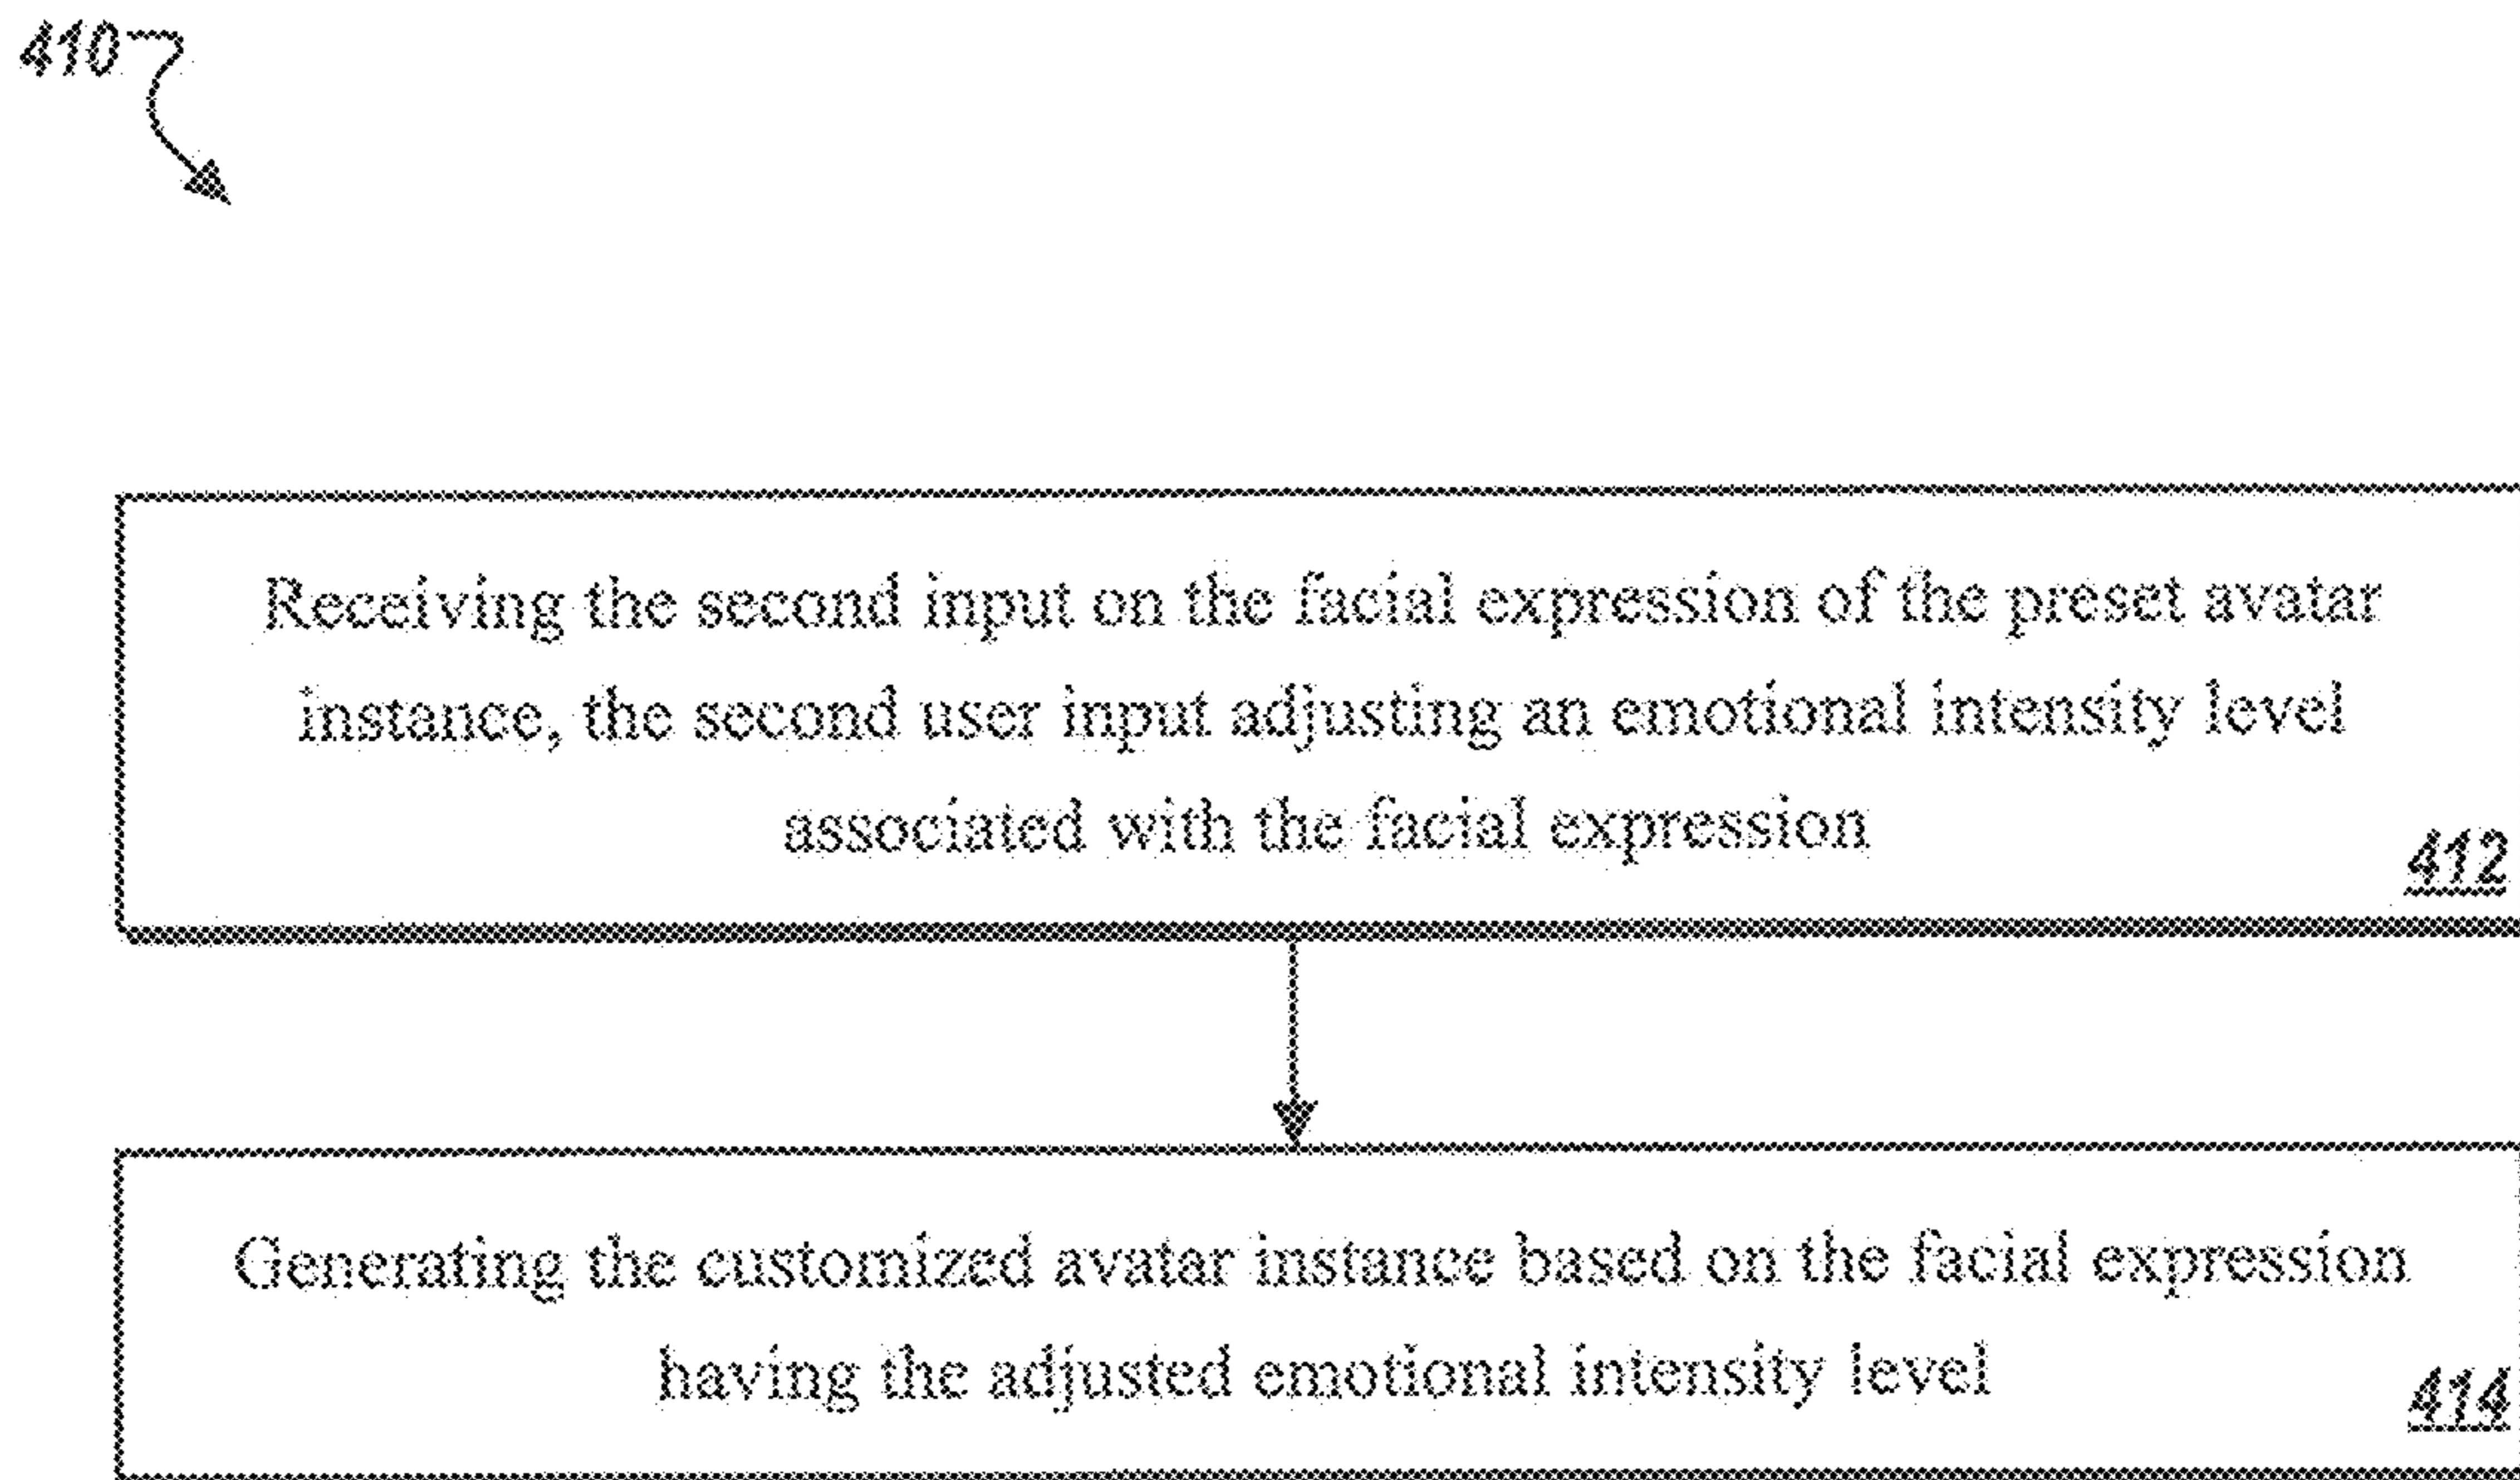 410
Receiving the second input on the facial expression of the preset avatar
instance, the second user input adjusting an emotional intensity level
associated with the facial expression
412
Generating the customized avatar instance based on the facial expression
having the adjusted emotional intensity level
414